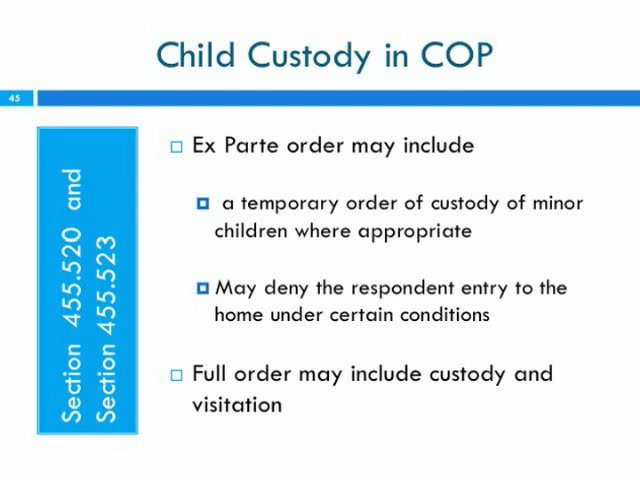 Child Custody in COP
45
Section 455.520 and
Section 455.523
Ex Parte order may include
a temporary order of custody of minor
children where appropriate
May deny the respondent entry to the
home under certain conditions
Full order may include custody and
visitation